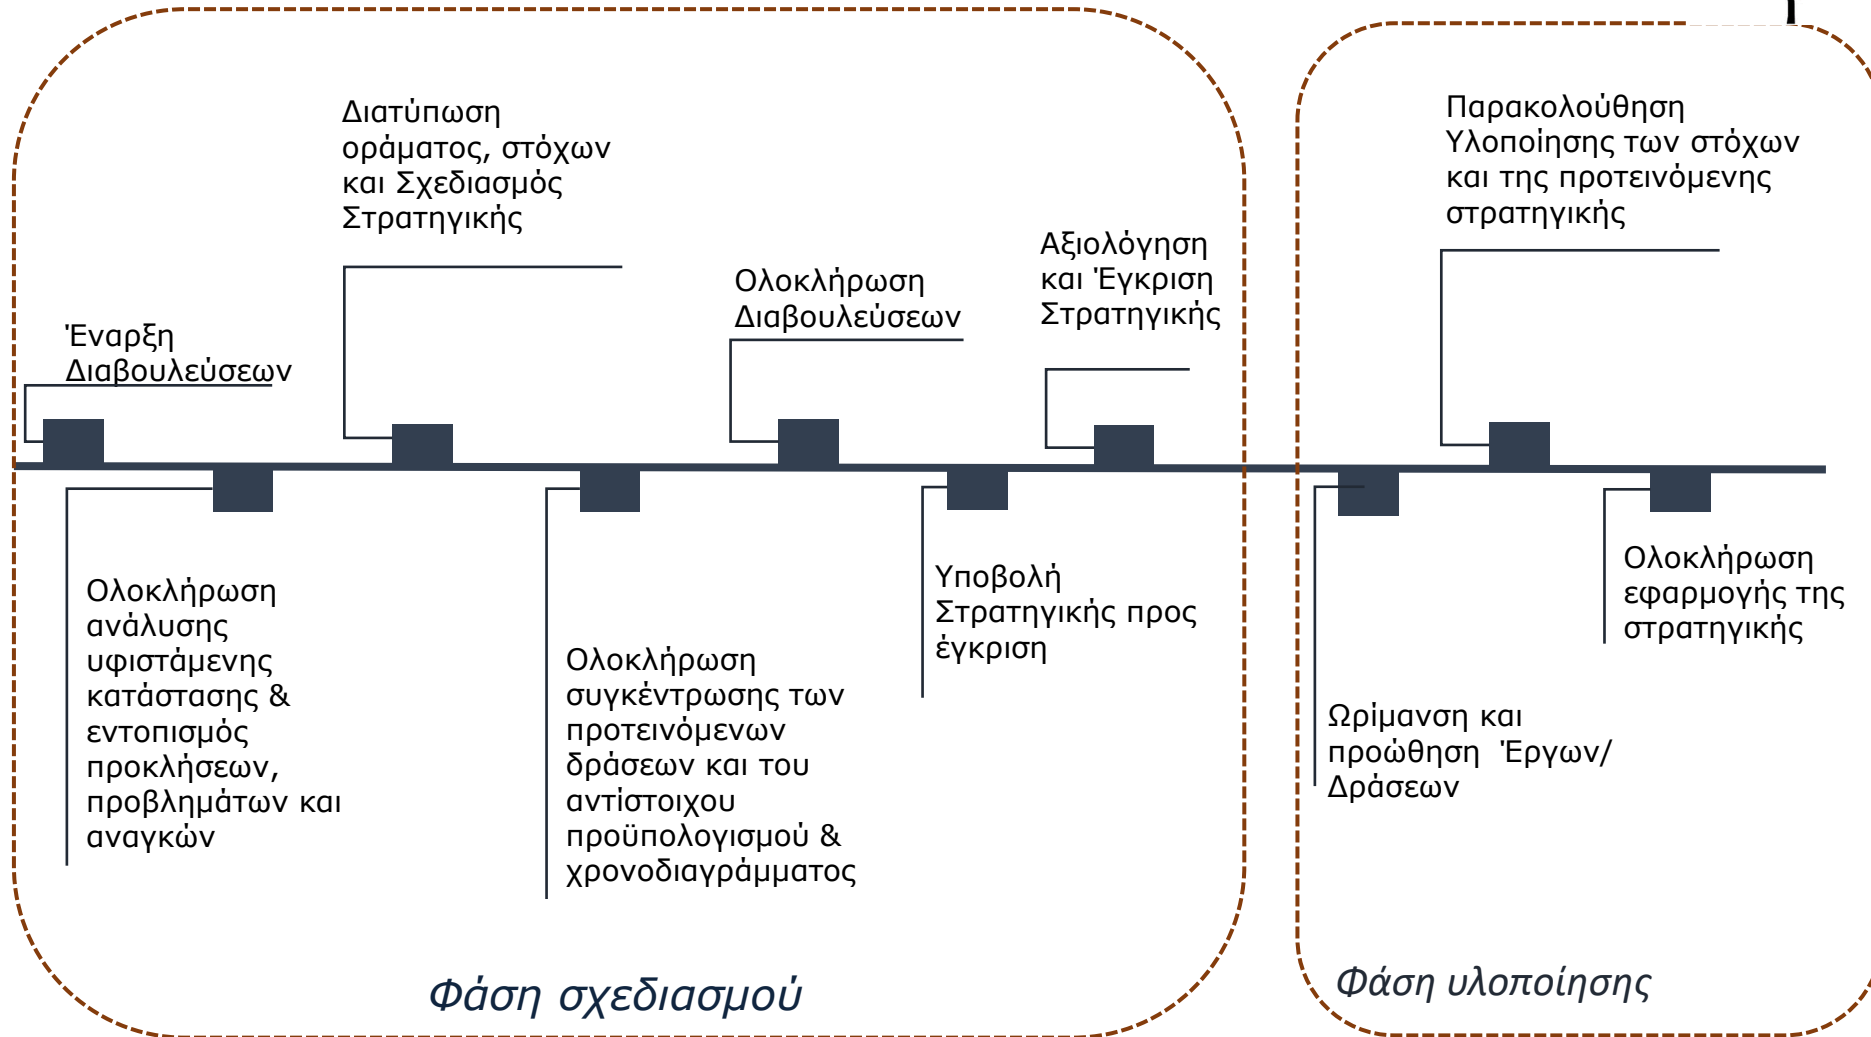 Έναρξη
Διαβουλεύσεων
Ολοκλήρωση
ανάλυσης
υφιστάμενης
κατάστασης &
εντοπισμός
προκλήσεων,
προβλημάτων και
αναγκών
Διατύπωση
οράματος, στόχων
και Σχεδιασμός
Στρατηγικής
Ολοκλήρωση
συγκέντρωσης των
προτεινόμενων
δράσεων και του
αντίστοιχου
προϋπολογισμού &
χρονοδιαγράμματος
Ολοκλήρωση
Διαβουλεύσεων
Υποβολή
Στρατηγικής προς
έγκριση
Αξιολόγηση
και Έγκριση
Στρατηγικής
Φάση σχεδιασμού
Ωρίμανση και
προώθηση Έργων/
Δράσεων
Παρακολούθηση
Υλοποίησης των στόχων
και της προτεινόμενης
στρατηγικής
Ολοκλήρωση
εφαρμογής της
στρατηγικής
Φάση υλοποίησης